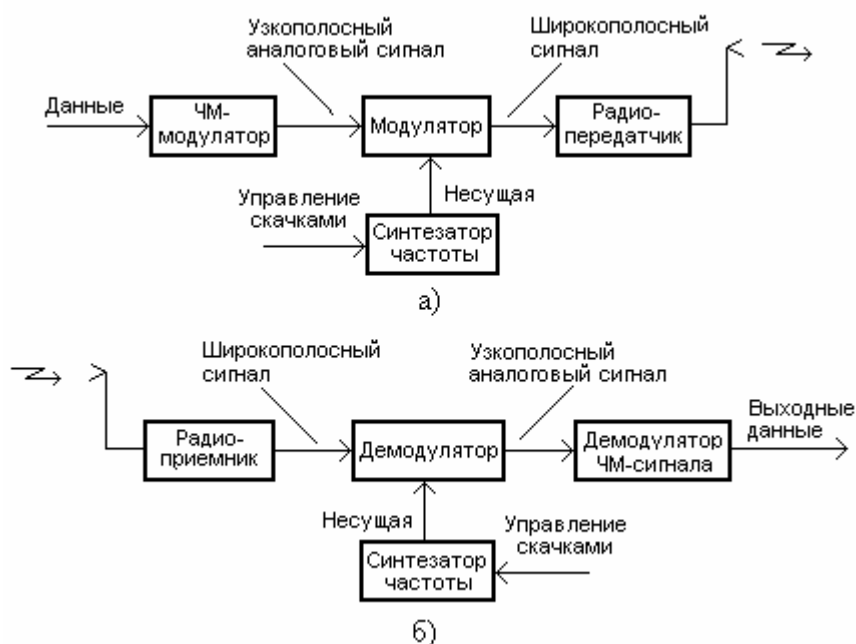 Узкополосный
аналоговый сигнал
Широкополосный
сигнал
Данные
ЧМ-
модулятор
Модулятор
Радио-
передатчик
Управление
скачками
Несущая
Синтезатор
частоты
а)
Широкополосный
сигнал
Узкополосный
аналоговый сигнал
Радио-
приемник
Демодулятор
Демодулятор
ЧМ-сигнала
Выходные
данные
Несущая
Управление
скачками
Синтезатор
частоты
б)